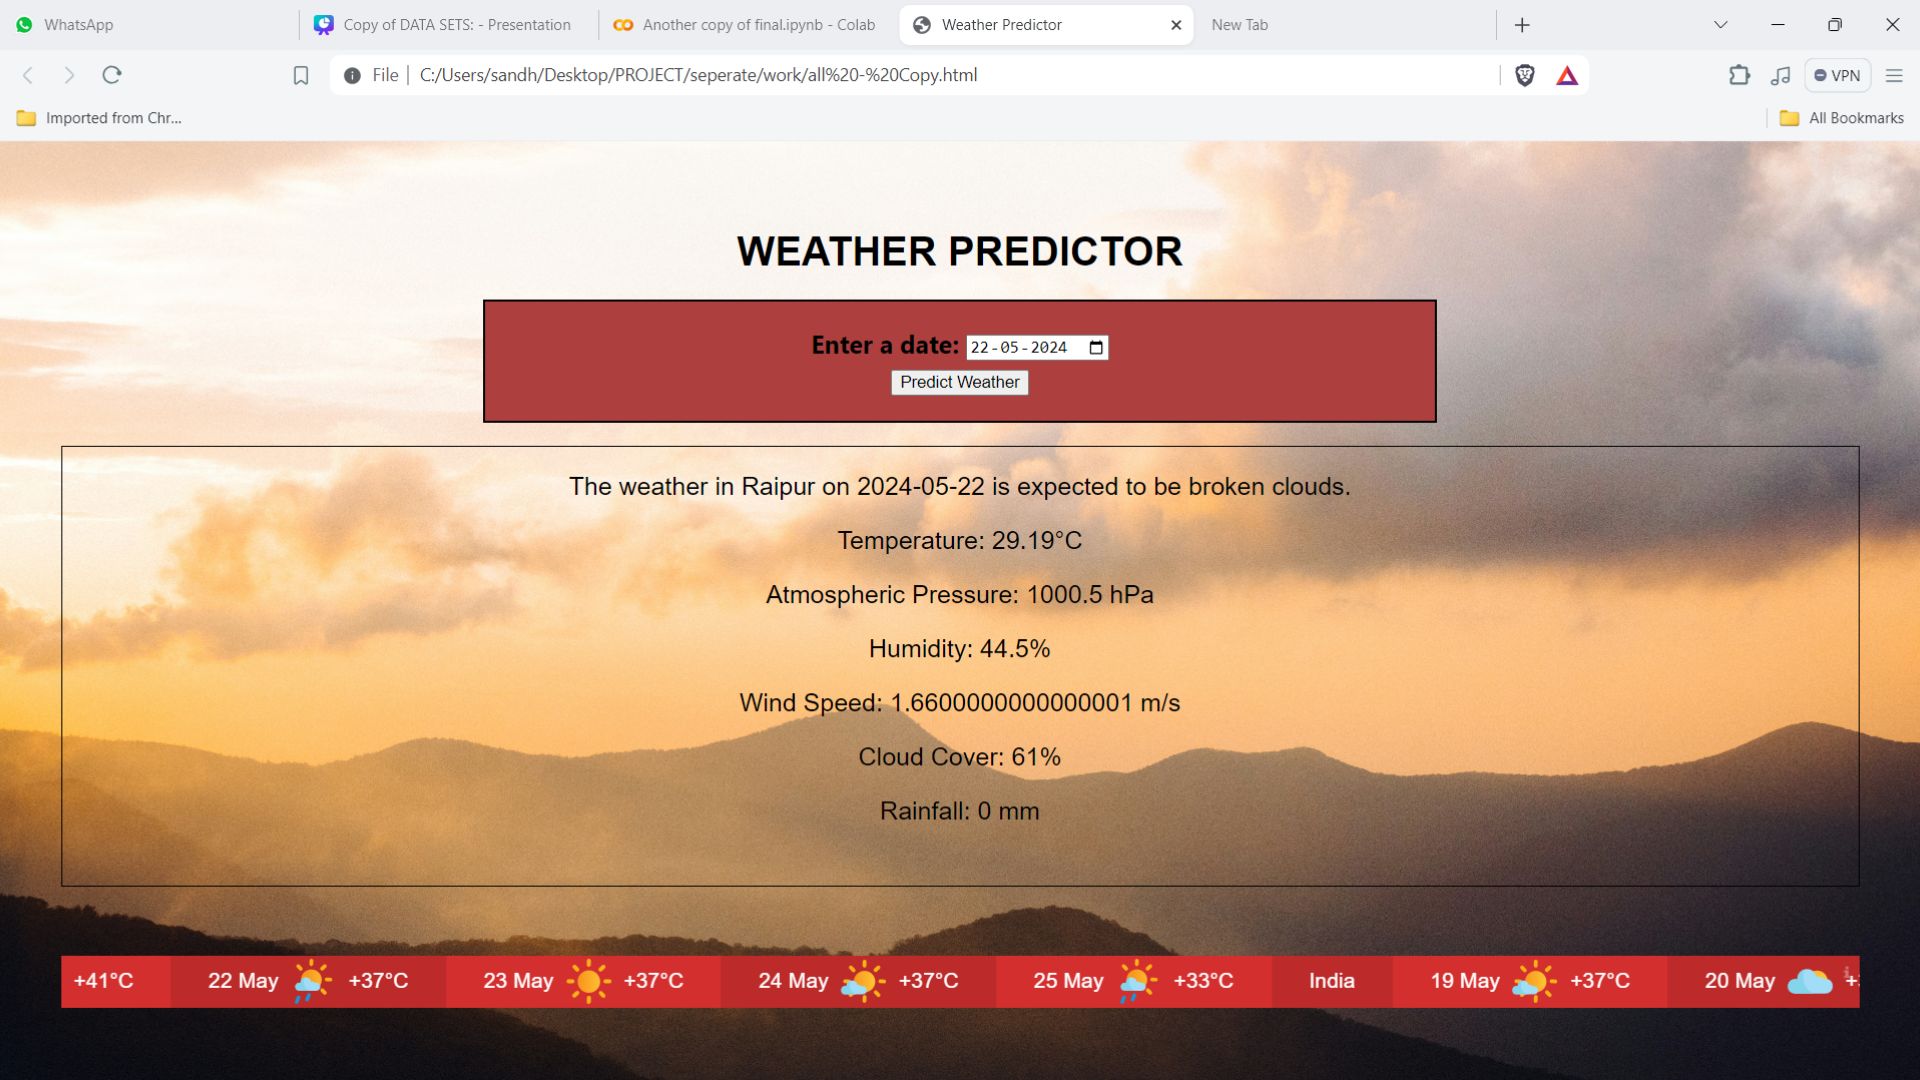 WhatsApp
Copy of DATA SETS: - Presentation
Another copy of final.ipynb - Colab
Weather Predictor
New Tab
File
C:/Users/sandh/Desktop/PROJECT/seperate/work/all%20-%20Copy.html
VPN
Imported from Chr...
All Bookmarks
WEATHER PREDICTOR
Enter a date: 22-05-2024
Predict Weather
The weather in Raipur on 2024-05-22 is expected to be broken clouds.
Temperature: 29.19°C
Atmospheric Pressure: 1000.5 hPa
Humidity: 44.5%
Wind Speed: 1.6600000000000001 m/s
Cloud Cover: 61%
Rainfall: 0 mm
+41°C 22 May +37°C 23 May +37°C 24 May +37°C 25 May +33°C India 19 May +37°C 20 May